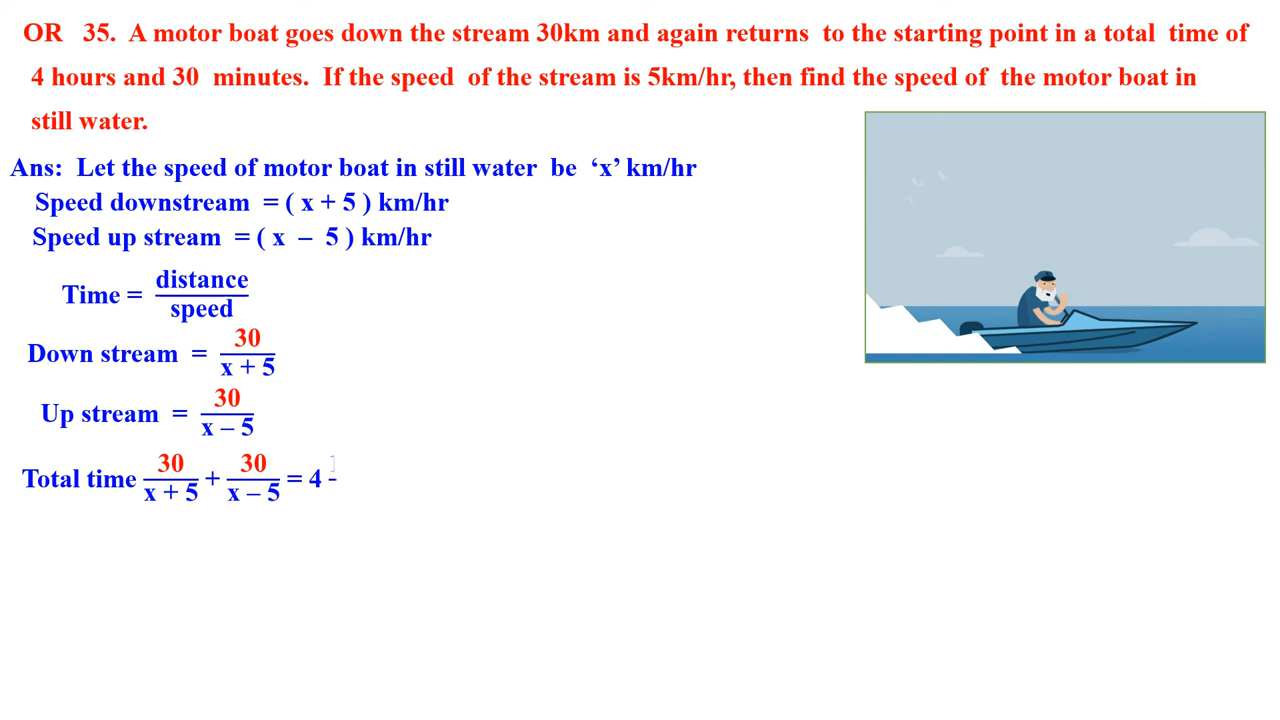 OR 35. A motor boat goes down the stream 30km and again returns to the starting point in a total time of
4 hours and 30 minutes. If the speed of the stream is 5km/hr, then find the speed of the motor boat in
still water.
Ans: Let the speed of motor boat in still water be ‘x’ km/hr
Speed downstream = ( x + 5 ) km/hr
Speed up stream = ( x – 5 ) km/hr
Time = distance / speed
Down stream = 30 / x + 5
Up stream = 30 / x – 5
Total time 30 / x + 5 + 30 / x – 5 = 4